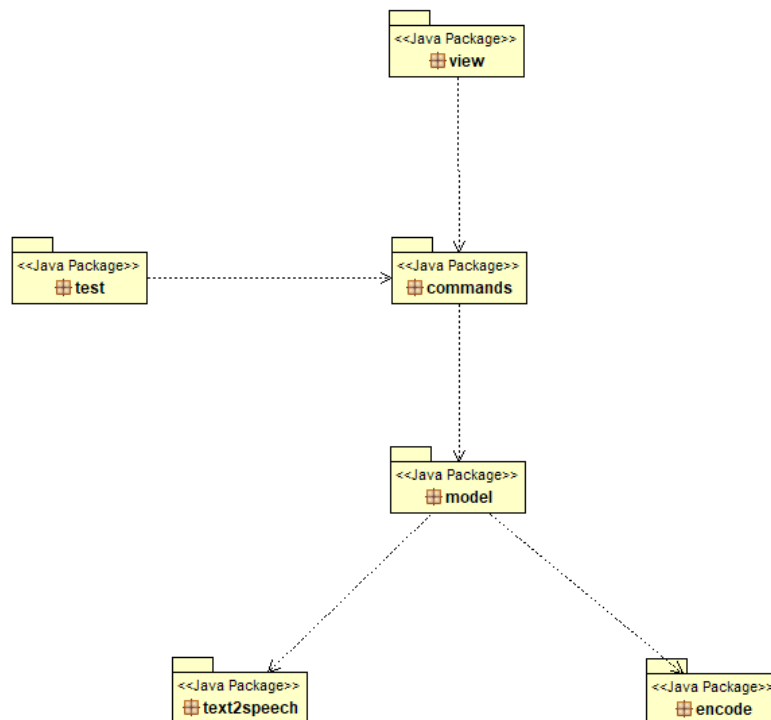 <<Java Package>>
view
<<Java Package>>
test
<<Java Package>>
commands
<<Java Package>>
model
<<Java Package>>
text2speech
<<Java Package>>
encode